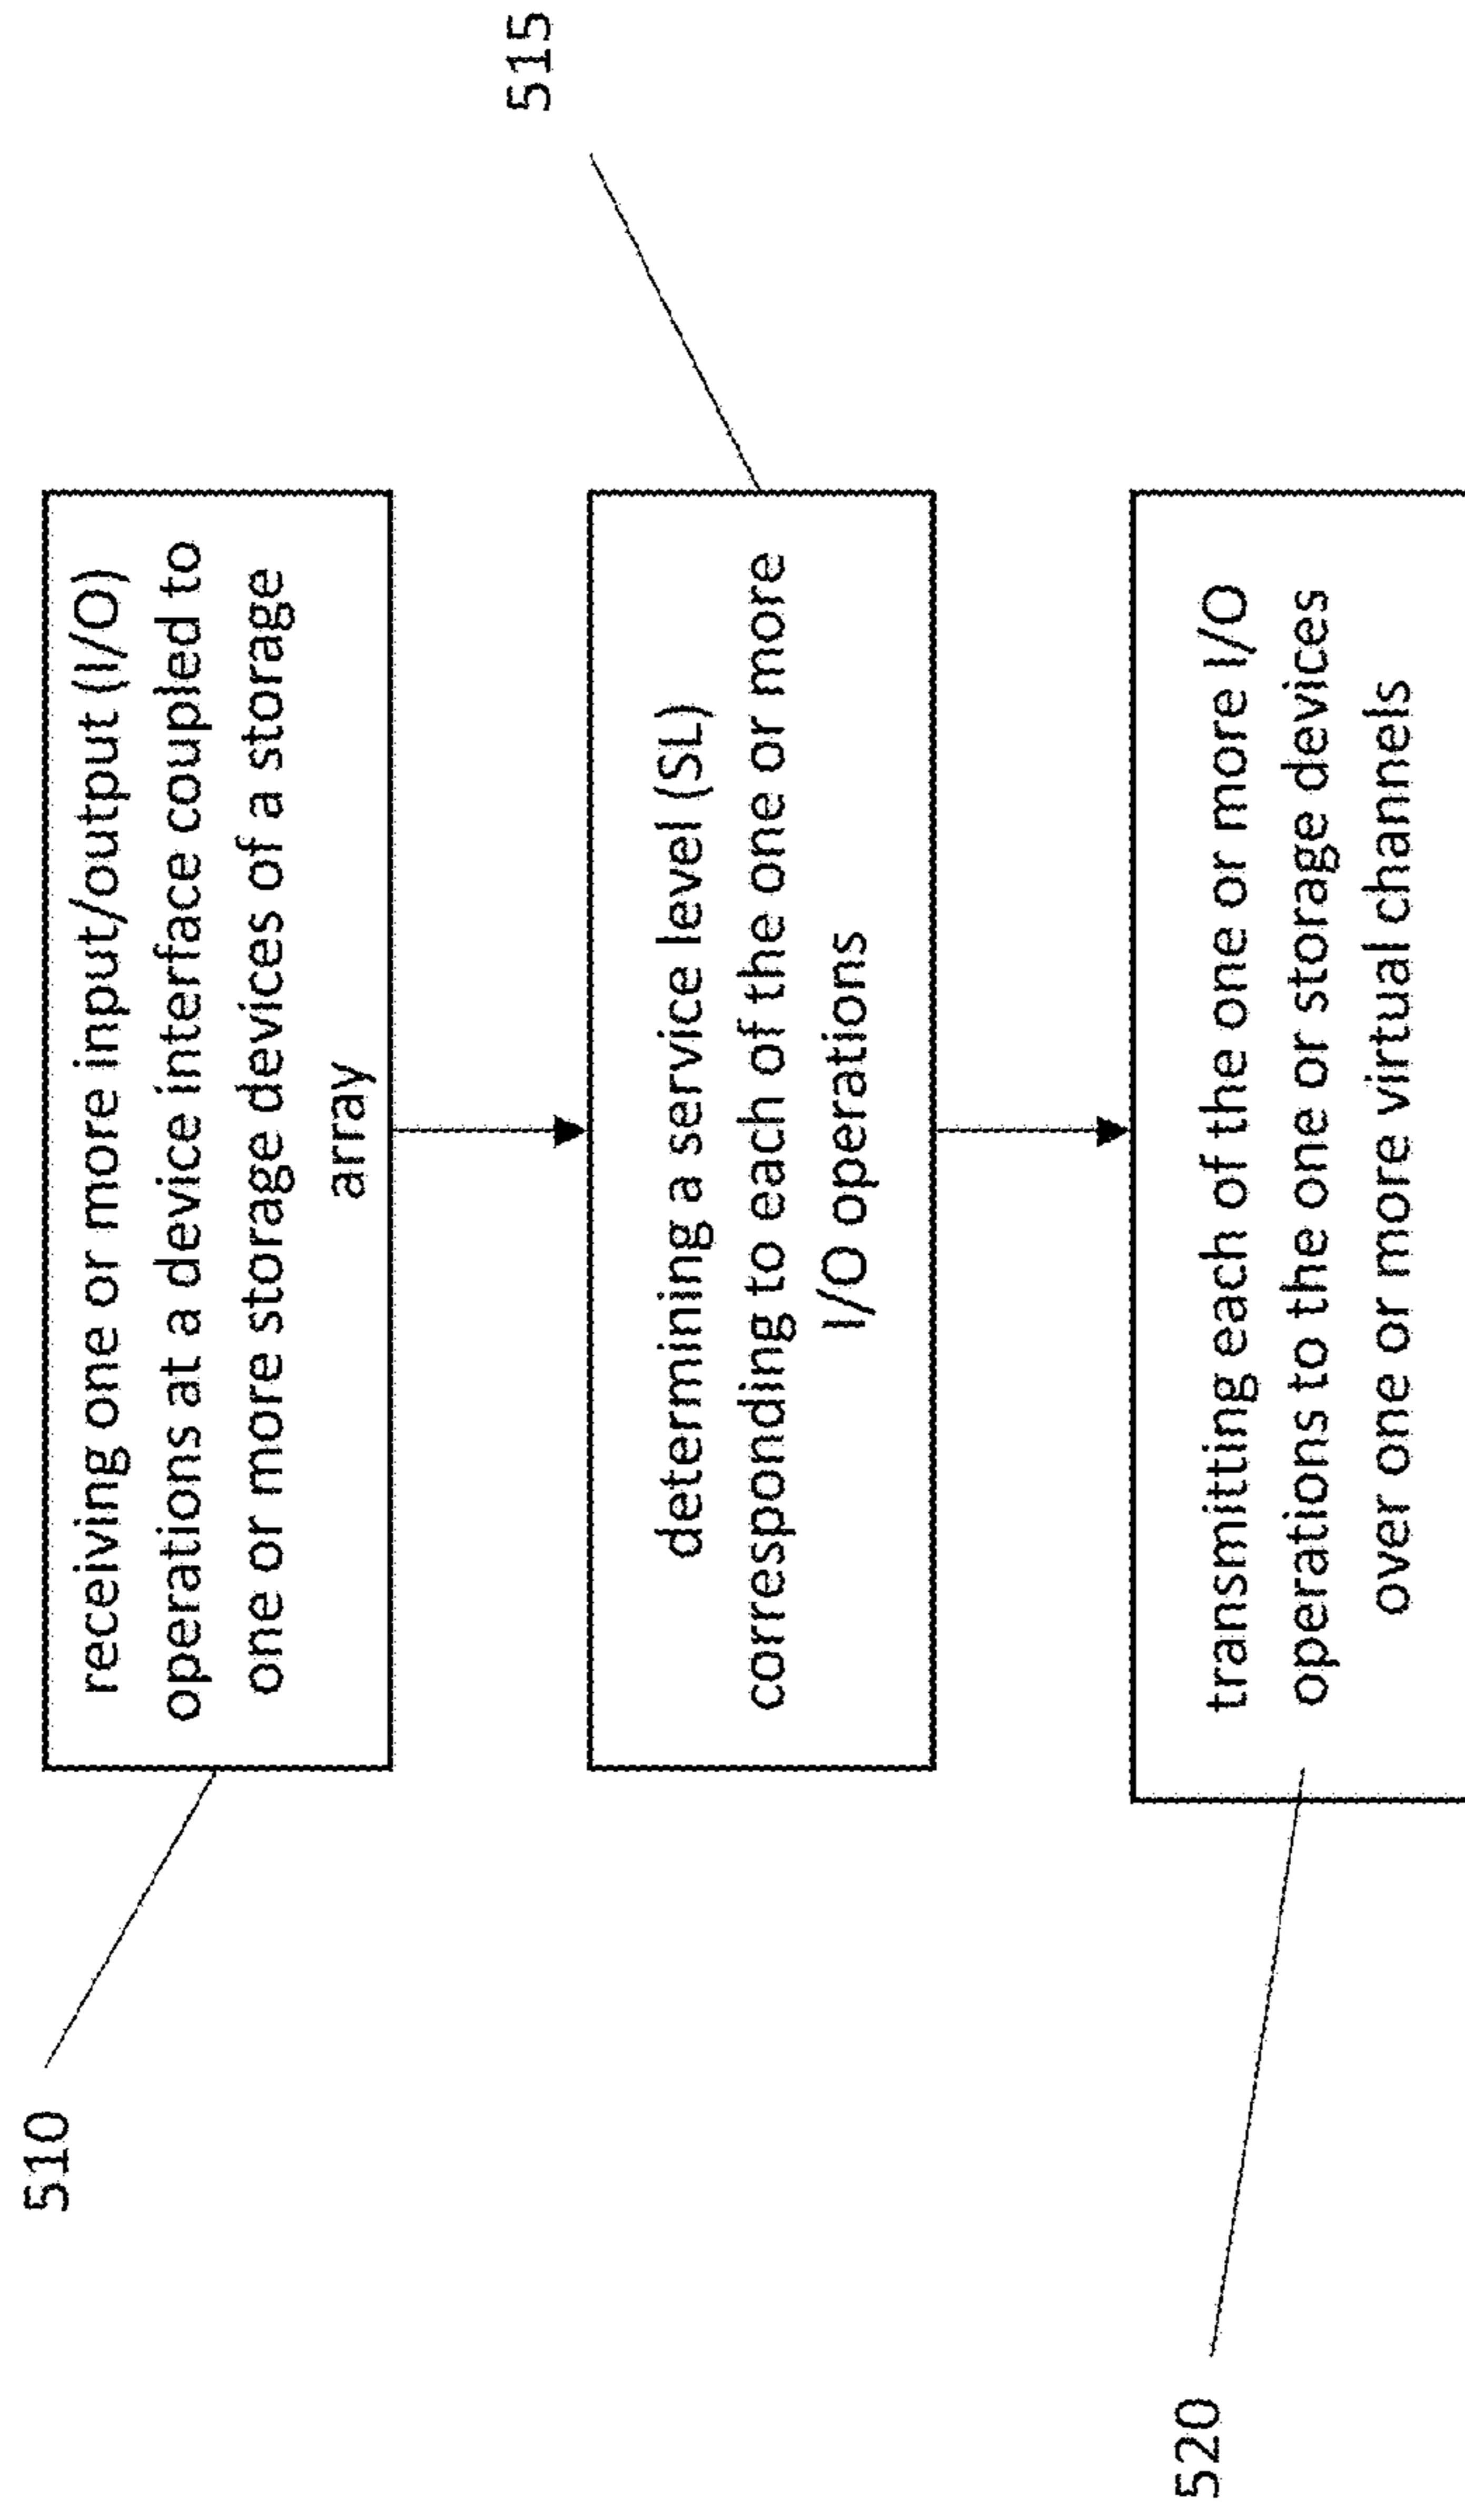 510
receiving one or more input/output (I/O)
operations at a device interface coupled to
one or more storage devices of a storage
array
515
determining a service level (SL)
corresponding to each of the one or more
I/O operations
520
transmitting each of the one or more I/O
operations to the one or storage devices
over one or more virtual channels